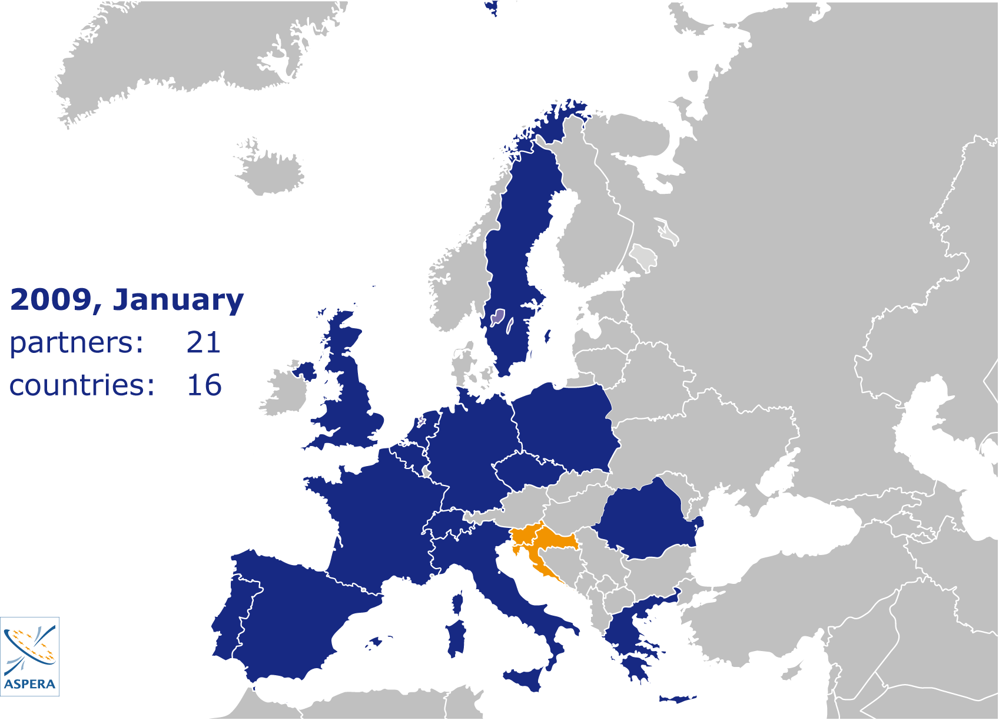 2009, January
partners: 21
countries: 16
ASPERA